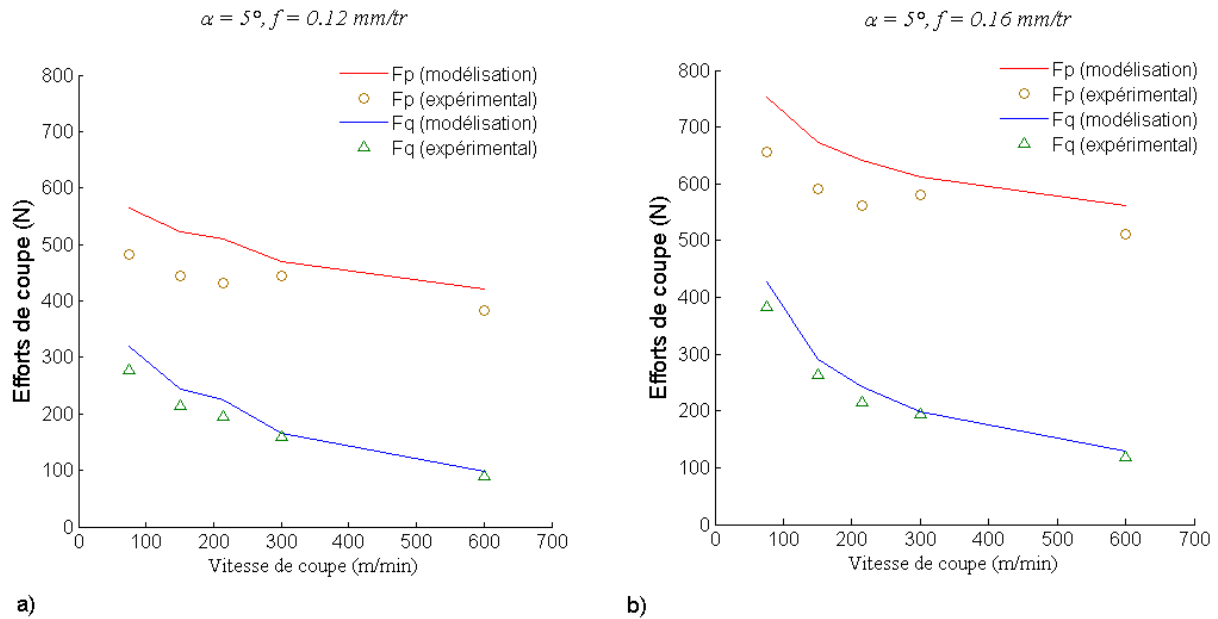 α = 5°, f = 0.12 mm/tr
800
700
600
500
400
300
200
100
0
0 100 200 300 400 500 600 700
Efforts de coupe (N)
Vitesse de coupe (m/min)
Fp (modélisation)
Fp (expérimental)
Fq (modélisation)
Fq (expérimental)
a)
α = 5°, f = 0.16 mm/tr
800
700
600
500
400
300
200
100
0
0 100 200 300 400 500 600 700
Efforts de coupe (N)
Vitesse de coupe (m/min)
Fp (modélisation)
Fp (expérimental)
Fq (modélisation)
Fq (expérimental)
b)